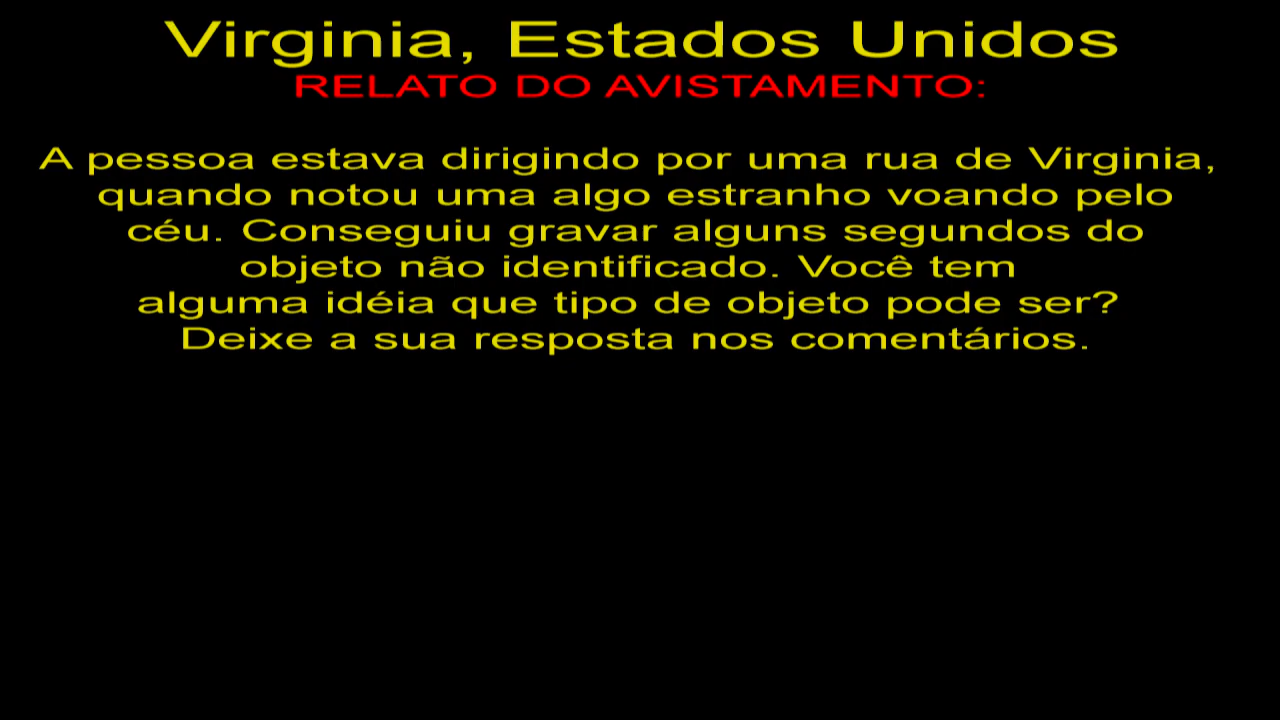 Virginia, Estados Unidos
RELATO DO AVISTAMENTO:
A pessoa estava dirigindo por uma rua de Virginia,
quando notou uma algo estranho voando pelo
céu. Conseguiu gravar alguns segundos do
objeto não identificado. Você tem
alguma idéia que tipo de objeto pode ser?
Deixe a sua resposta nos comentários.